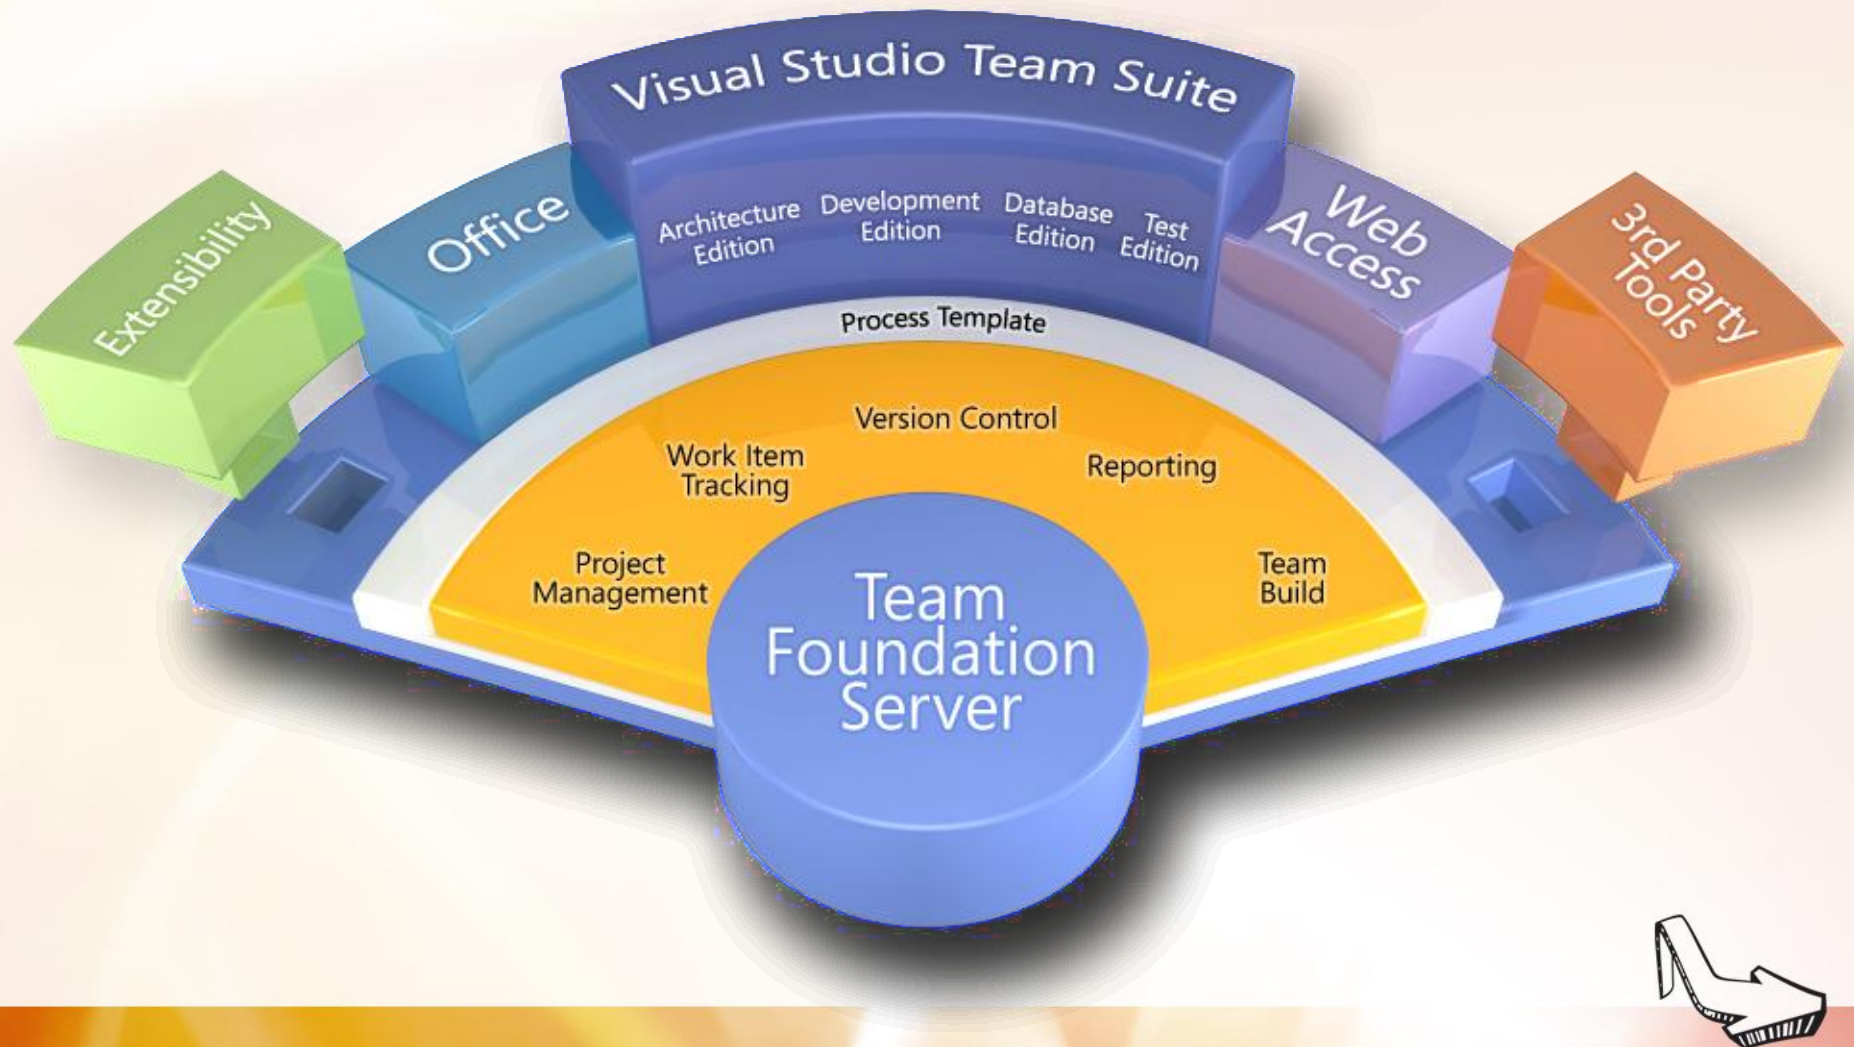 Visual Studio Team Suite
Extensibility
Office
Architecture
Edition
Development
Edition
Database
Edition
Test
Edition
Web
Access
3rd Party
Tools
Process Template
Version Control
Work Item
Tracking
Reporting
Project
Management
Team
Build
Team
Foundation
Server